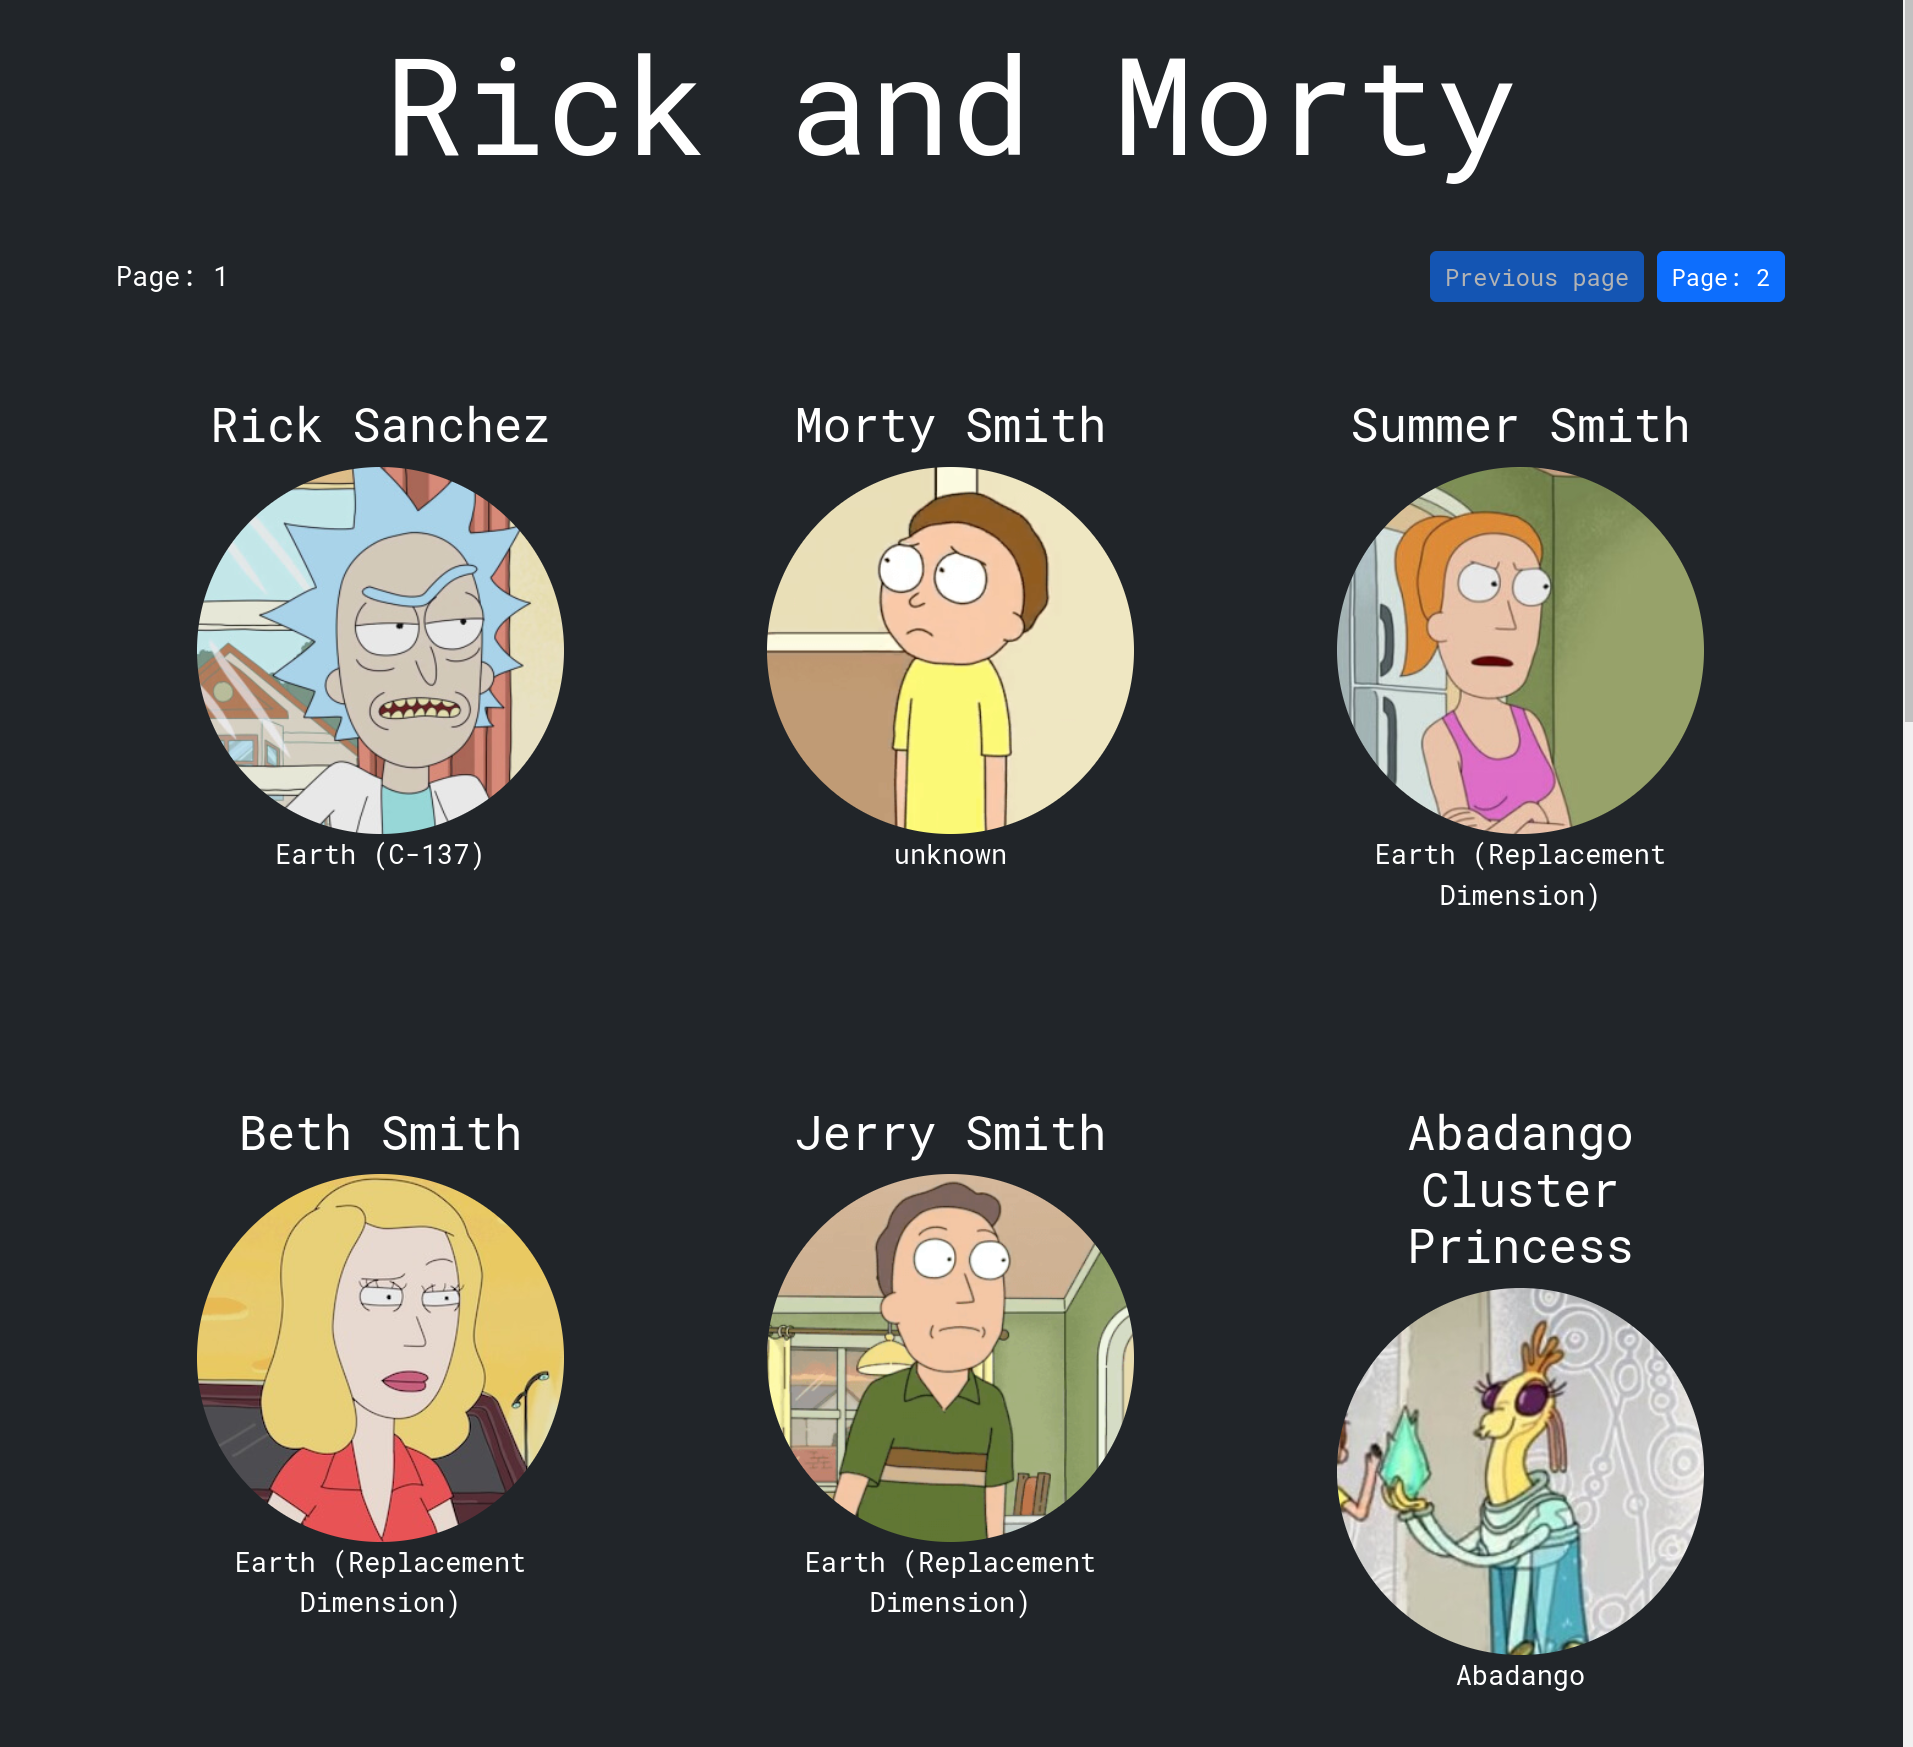 Rick and Morty
Page: 1
Previous page
Page: 2
Rick Sanchez
Earth (C-137)
Morty Smith
unknown
Summer Smith
Earth (Replacement
Dimension)
Beth Smith
Earth (Replacement
Dimension)
Jerry Smith
Earth (Replacement
Dimension)
Abadango
Cluster
Princess
Abadango